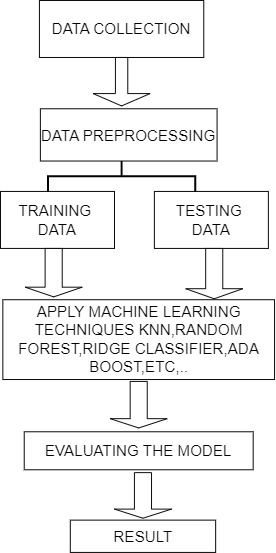 DATA COLLECTION
DATA PREPROCESSING
TRAINING
DATA
TESTING
DATA
APPLY MACHINE LEARNING
TECHNIQUES KNN,RANDOM
FOREST,RIDGE CLASSIFIER,ADA
BOOST,ETC,..
EVALUATING THE MODEL
RESULT